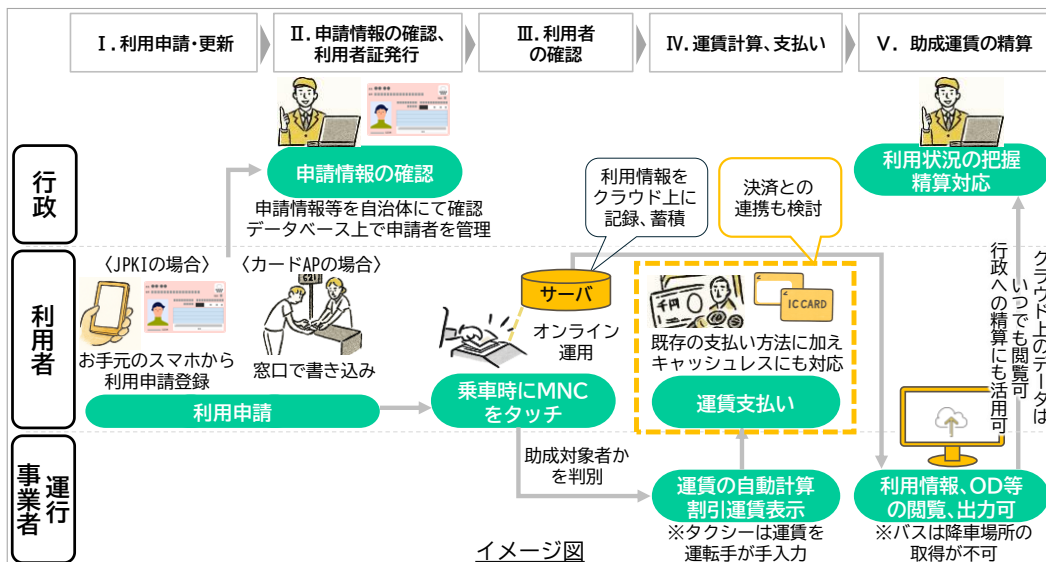 Ⅰ.利用申請・更新
Ⅱ.申請情報の確認、
利用者証発行
Ⅲ.利用者
の確認
Ⅳ.運賃計算、支払い
Ⅴ. 助成運賃の精算
行政
申請情報の確認
申請情報等を自治体にて確認
データベース上で申請者を管理
利用情報を
クラウド上に
記録、蓄積
決済との
連携も検討
利用状況の把握
精算対応
利用者
〈JPKIの場合〉
〈カードAPの場合〉
お手元のスマホから
利用申請登録
窓口で書き込み
利用申請
サーバ
オンライン
運用
乗車時にMNC
をタッチ
千円
IC CARD
既存の支払い方法に加え
キャッシュレスにも対応
運賃支払い
クラウド上のデータは
いつでも閲覧可
行政への精算にも活用可
運行
事業者
助成対象者か
を判別
運賃の自動計算
割引運賃表示
※タクシーは運賃を
運転手が手入力
利用情報、OD等
の閲覧、出力可
※バスは降車場所の
取得が不可
イメージ図